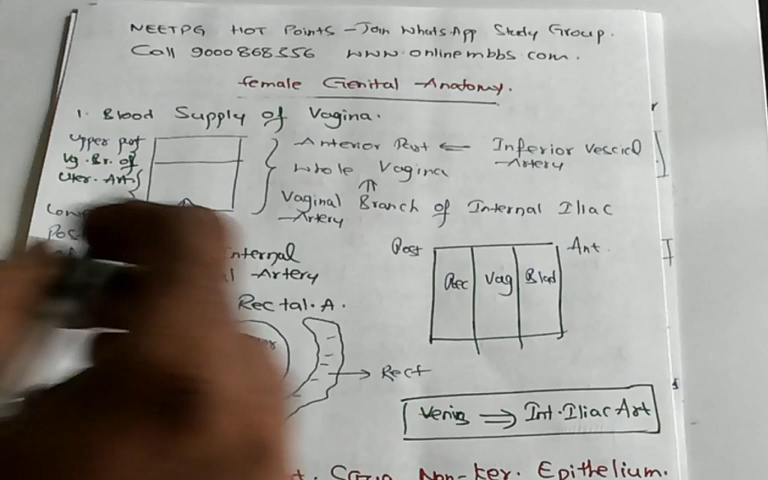 NEETPG HOT Points - Join WhatsApp Study Group.
Call 9000868356 www.onlinembbs com.
female Genital Anatomy.
1. Blood Supply of Vagina.
Upper part
Vg. Br. of
Uter. Art
Anterior Part ← Inferior Vescical Artery
whole Vagina
⇑
Vaginal Branch of Internal Iliac
Artery
Internal
Artery
Rectal. A.
Post Ant.
Rec Vag Blad
→ Rect
Veins ⇒ Int. Iliac Art
Non-ker. Epithelium.